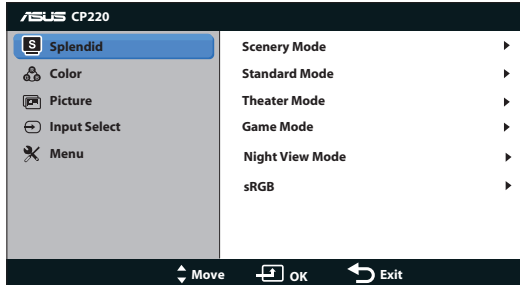 ASUS CP220
S Splendid
Color
Picture
Input Select
Menu
Scenery Mode
Standard Mode
Theater Mode
Game Mode
Night View Mode
sRGB
Move OK Exit